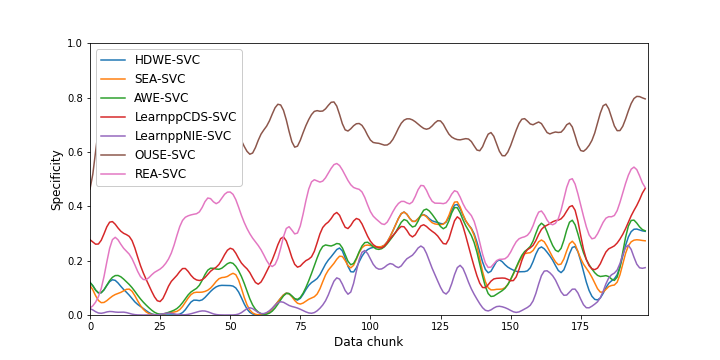 1.0
0.8
0.6
0.4
0.2
0.0
Specificity
HDWE-SVC
SEA-SVC
AWE-SVC
LearnppCDS-SVC
LearnppNIE-SVC
OUSE-SVC
REA-SVC
0 25 50 75 100 125 150 175
Data chunk